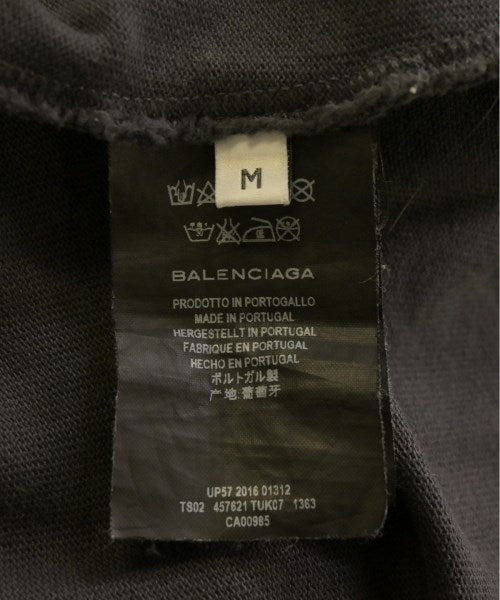 M
BALENCIAGA
PRODOTTO IN PORTOGALLO
MADE IN PORTUGAL
HERGESTELLT IN PORTUGAL
FABRIQUE EN PORTUGAL
HECHO EN PORTUGAL
ポルトガル製
产地:葡萄牙
UP57 2016 01312
TS02 457621 TUK07 1363
CA00985